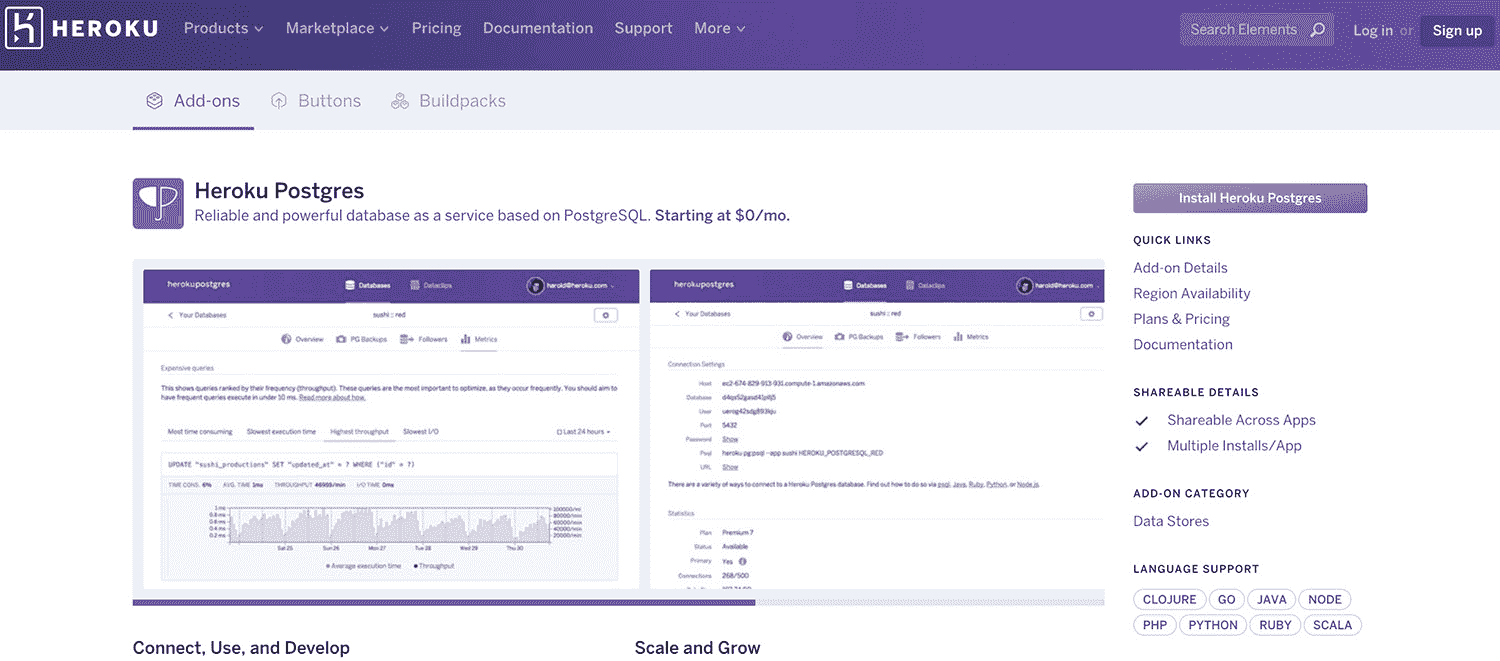 HEROKU Products Marketplace Pricing Documentation Support More Search Elements Log in or Sign up
Add-ons Buttons Buildpacks
Heroku Postgres
Reliable and powerful database as a service based on PostgreSQL. Starting at $0/mo.
herokupostgres Databases Dataclips harold@heroku.com
Your Databases sushi :: red
Overview PG Backups Followers Metrics
Expensive queries
This shows queries ranked by their frequency (throughput). These queries are the most important to optimize, as they occur frequently. You should aim to
have frequent queries execute in under 10 ms. Read more about how.
Most time consuming Slowest execution time Highest throughput Slowest I/O Last 24 hours
UPDATE "sushi_productions" SET "updated_at" = ? WHERE ("id" = ?)
TIME CONS. 6% AVG. TIME 1ms THROUGHPUT 46959/min I/O TIME 0ms
1 ms
0.8 ms
0.6 ms
0.4 ms
0.2 ms
80000/min
60000/min
40000/min
20000/min
Sat 25 Sun 26 Mon 27 Tue 28 Wed 29 Thu 30
Average execution time Throughput
herokupostgres Databases Dataclips harold@heroku.com
Your Databases sushi :: red
Overview PG Backups Followers Metrics
Connection Settings
Host ec2-674-829-913-931.compute-1.amazonaws.com
Database
User
Port 5432
Password Show
Psql heroku pg:psql --app sushi HEROKU_POSTGRESQL_RED
URL Show
There are a variety of ways to connect to a Heroku Postgres database. Find out how to do so via psql, Java, Ruby, Python, or Node.js.
Statistics
Plan Premium 7
Status Available
Primary Yes
Connections 268/500
Install Heroku Postgres
QUICK LINKS
Add-on Details
Region Availability
Plans & Pricing
Documentation
SHAREABLE DETAILS
Shareable Across Apps
Multiple Installs/App
ADD-ON CATEGORY
Data Stores
LANGUAGE SUPPORT
CLOJURE GO JAVA NODE
PHP PYTHON RUBY SCALA
Connect, Use, and Develop
Scale and Grow